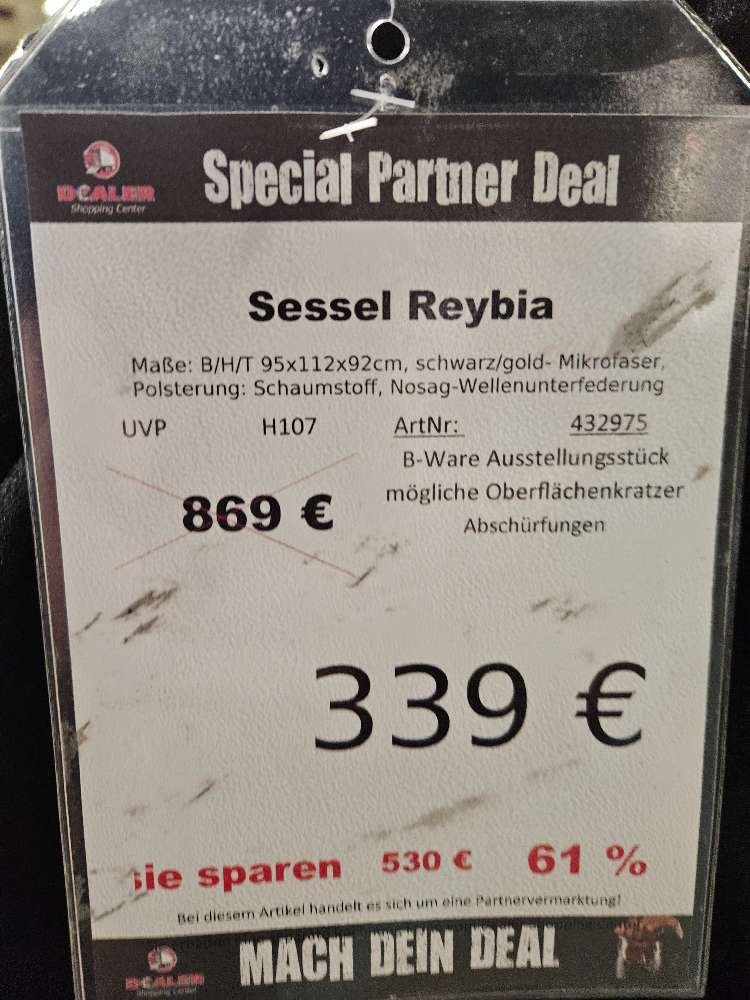 DEALER
Shopping Center
Special Partner Deal
Sessel Reybia
Maße: B/H/T 95x112x92cm, schwarz/gold- Mikrofaser,
Polsterung: Schaumstoff, Nosag-Wellenunterfederung
UVP H107 ArtNr: 432975
B-Ware Ausstellungsstück
869 € mögliche Oberflächenkratzer
Abschürfungen
339 €
sie sparen 530 € 61 %
Bei diesem Artikel handelt es sich um eine Partnervermarktung!
DEALER
Shopping Center
MACH DEIN DEAL